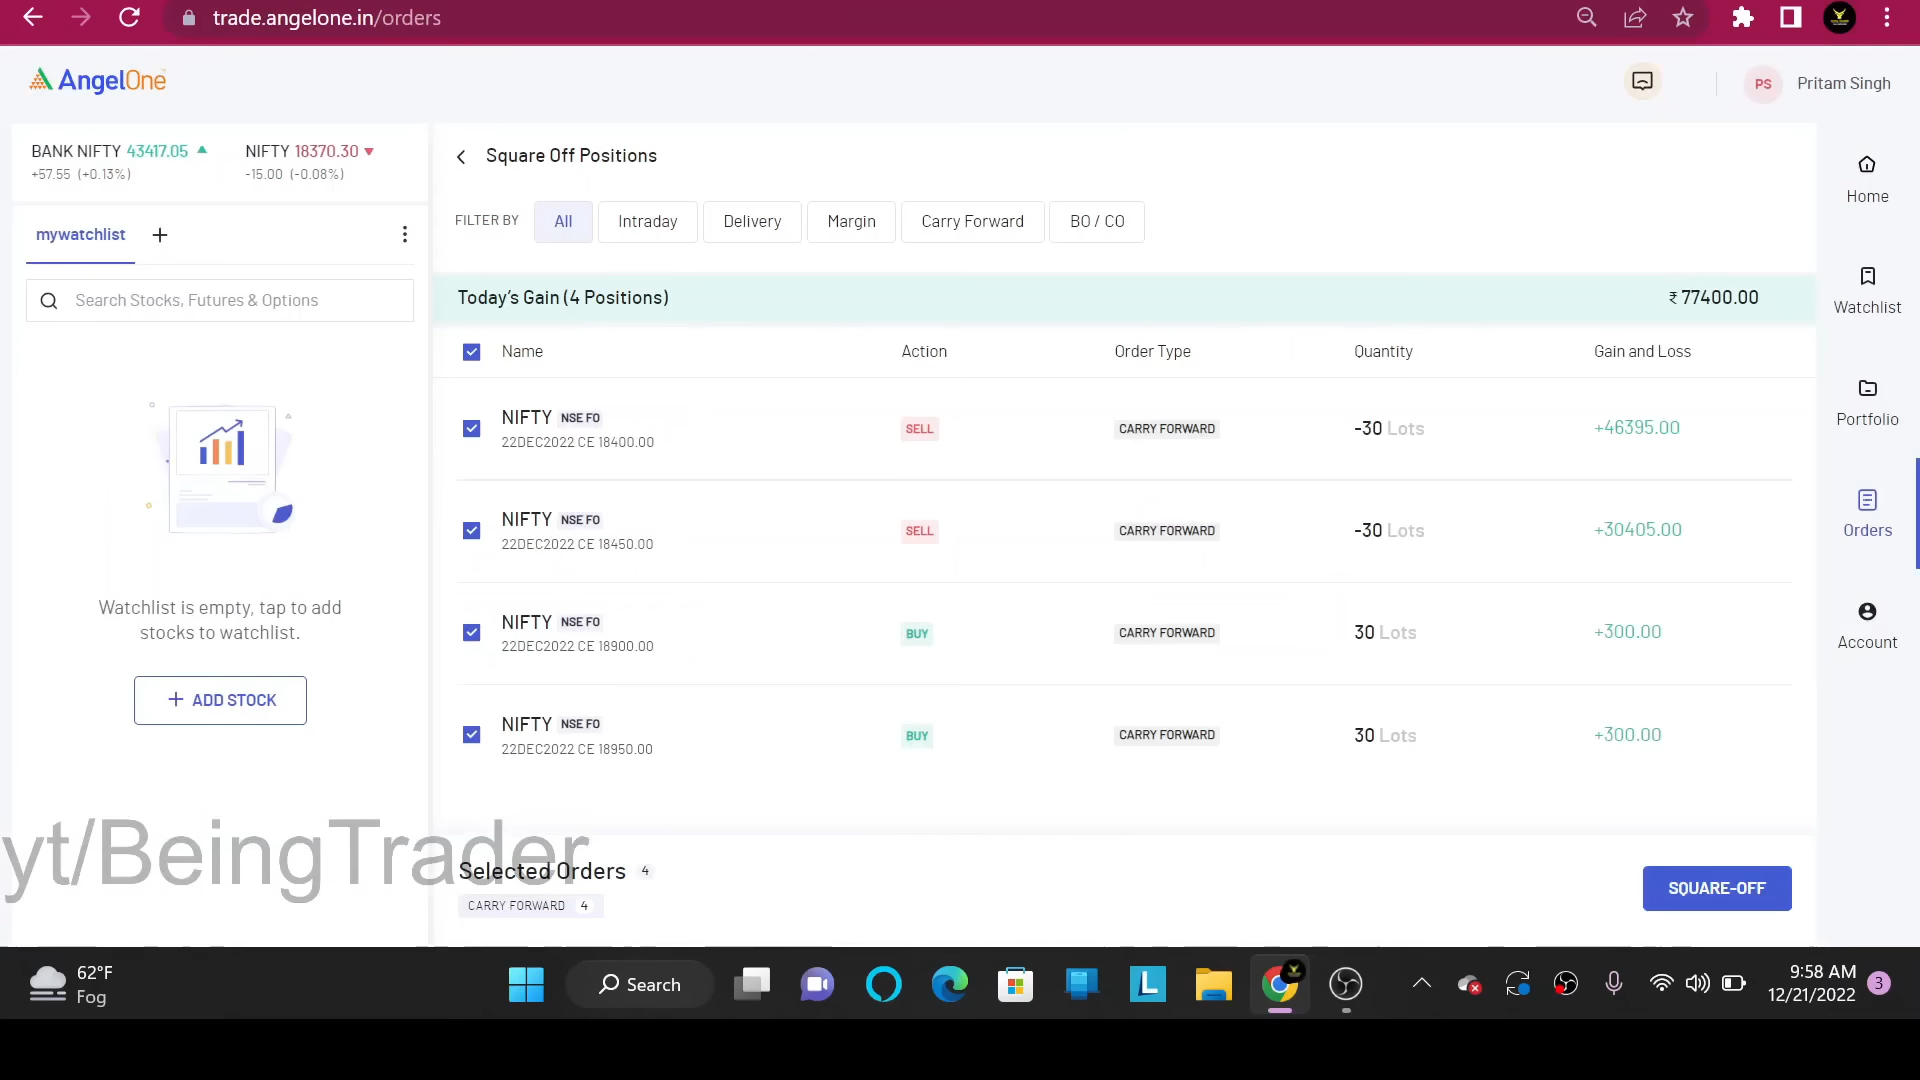 trade.angelone.in/orders
AngelOne
PS Pritam Singh
BANK NIFTY 43417.05 NIFTY 18370.30
+57.55 (+0.13%) -15.00 (-0.08%)
mywatchlist
Search Stocks, Futures & Options
Watchlist is empty, tap to add
stocks to watchlist.
+ ADD STOCK
Square Off Positions
FILTER BY All Intraday Delivery Margin Carry Forward BO / CO
Today's Gain (4 Positions) ₹ 77400.00
Name Action Order Type Quantity Gain and Loss
NIFTY NSE FO
22DEC2022 CE 18400.00
SELL CARRY FORWARD -30 Lots +46395.00
NIFTY NSE FO
22DEC2022 CE 18450.00
SELL CARRY FORWARD -30 Lots +30405.00
NIFTY NSE FO
22DEC2022 CE 18900.00
BUY CARRY FORWARD 30 Lots +300.00
NIFTY NSE FO
22DEC2022 CE 18950.00
BUY CARRY FORWARD 30 Lots +300.00
Selected Orders 4
CARRY FORWARD 4
SQUARE-OFF
Home
Watchlist
Portfolio
Orders
Account
yt/BeingTrader
62°F
Fog
Search
L
9:58 AM
12/21/2022
3